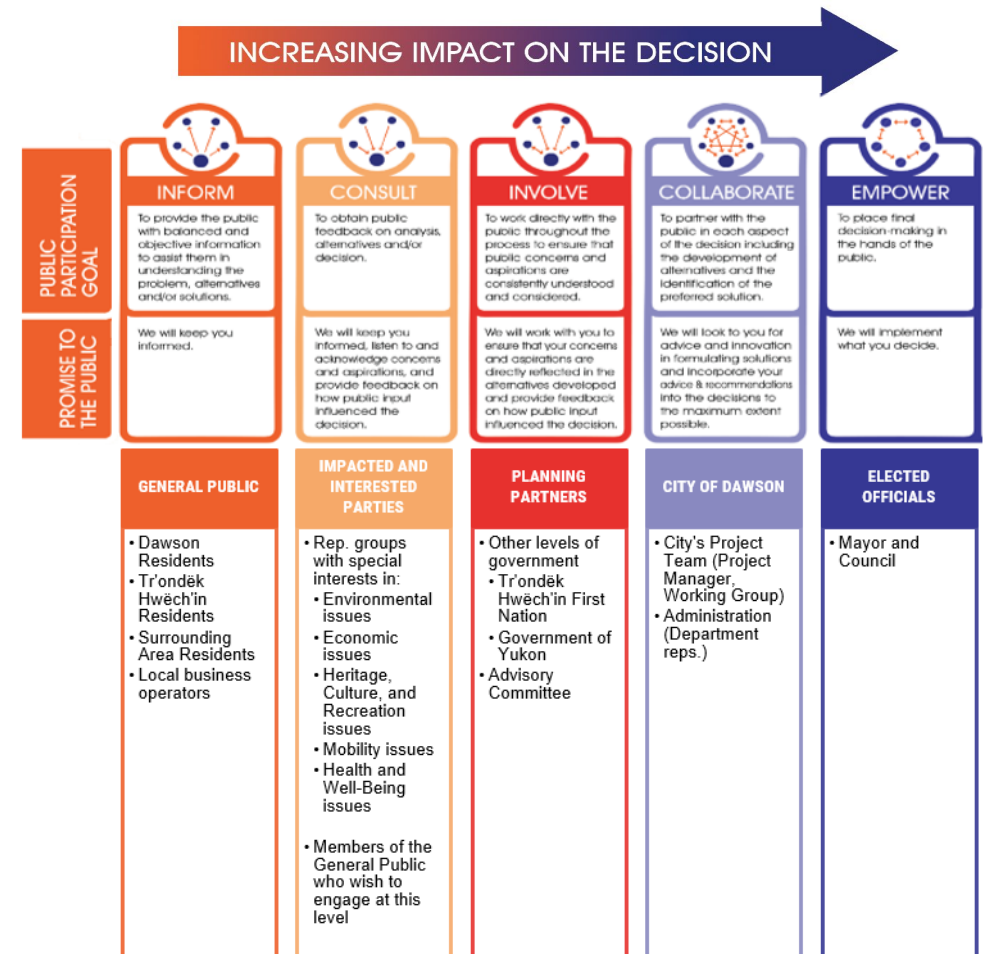 INCREASING IMPACT ON THE DECISION
PUBLIC
PARTICIPATION
GOAL
INFORM
To provide the public
with balanced and
objective information
to assist them in
understanding the
problem, alternatives
and/or solutions.
CONSULT
To obtain public
feedback on analysis,
alternatives and/or
decision.
INVOLVE
To work directly with the
public throughout the
process to ensure that
public concerns and
aspirations are
consistently understood
and considered.
COLLABORATE
To partner with the
public in each aspect
of the decision including
the development of
alternatives and the
identification of the
preferred solution.
EMPOWER
To place final
decision-making in
the hands of the
public.
PROMISE TO
THE PUBLIC
We will keep you
informed.
We will keep you
informed, listen to and
acknowledge concerns
and aspirations, and
provide feedback on
how public input
influenced the
decision.
We will work with you to
ensure that your concerns
and aspirations are
directly reflected in the
alternatives developed
and provide feedback
on how public input
influenced the decision.
We will look to you for
advice and innovation
in formulating solutions
and incorporate your
advice & recommendations
into the decisions to
the maximum extent
possible.
We will implement
what you decide.
GENERAL PUBLIC
• Dawson
Residents
• Tr'ondëk
Hwëch'in
Residents
• Surrounding
Area Residents
• Local business
operators
IMPACTED AND
INTERESTED
PARTIES
• Rep. groups
with special
interests in:
• Environmental
issues
• Economic
issues
• Heritage,
Culture, and
Recreation
issues
• Mobility issues
• Health and
Well-Being
issues
• Members of the
General Public
who wish to
engage at this
level
PLANNING
PARTNERS
• Other levels of
government
• Tr'ondëk
Hwëch'in First
Nation
• Government of
Yukon
• Advisory
Committee
CITY OF DAWSON
• City's Project
Team (Project
Manager,
Working Group)
• Administration
(Department
reps.)
ELECTED
OFFICIALS
• Mayor and
Council